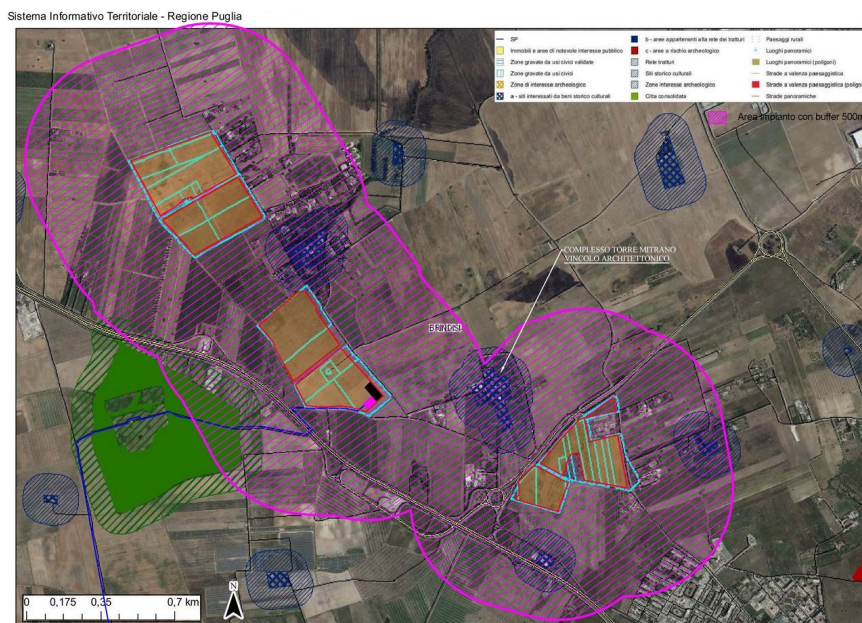 Sistema Informativo Territoriale - Regione Puglia
SP
Immobili e area di notevole interesse pubblico
Zone gravate da usi civici validate
Zone gravate da usi civici
Zone di interesse archeologico
a - siti interessati da beni storico culturali
b - aree appartenenti alla rete dei tratturi
c - aree a rischio archeologico
Rete tratturi
Siti storico culturali
Zone interesse archeologico
Citta consolidata
Paesaggi rurali
Luoghi panoramici
Luoghi panoramici (poligoni)
Strade a valenza paesaggistica
Strade a valenza paesaggistica (poligo
Strade panoramiche
Area Impianto con buffer 500m
COMPLESSO TORRE MITRANO
VINCOLO ARCHITETTONICO
BRINDISI
N
0 0,175 0,35 0,7 km